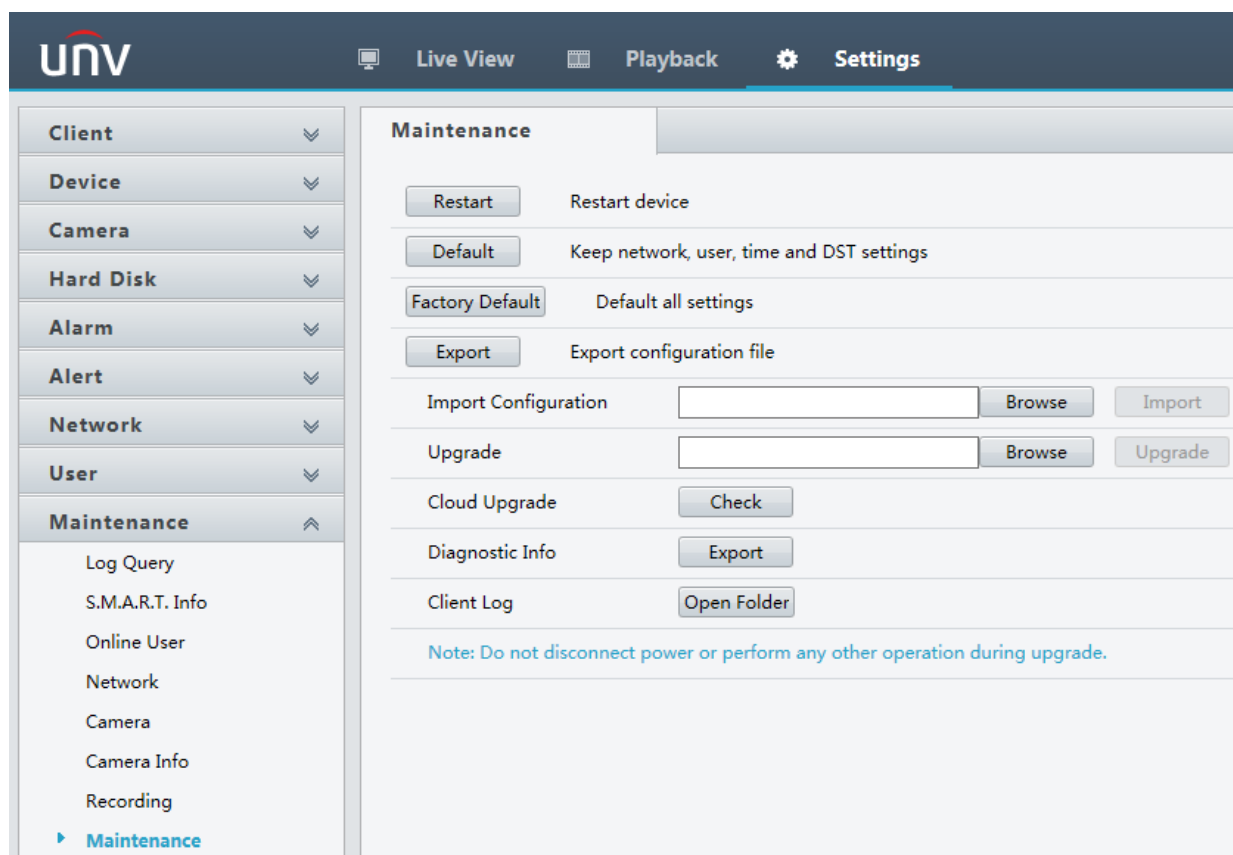 unv
Live View
Playback
Settings
Client
Device
Camera
Hard Disk
Alarm
Alert
Network
User
Maintenance
Log Query
S.M.A.R.T. Info
Online User
Network
Camera
Camera Info
Recording
Maintenance
Maintenance
Restart Restart device
Default Keep network, user, time and DST settings
Factory Default Default all settings
Export Export configuration file
Import Configuration Browse Import
Upgrade Browse Upgrade
Cloud Upgrade Check
Diagnostic Info Export
Client Log Open Folder
Note: Do not disconnect power or perform any other operation during upgrade.